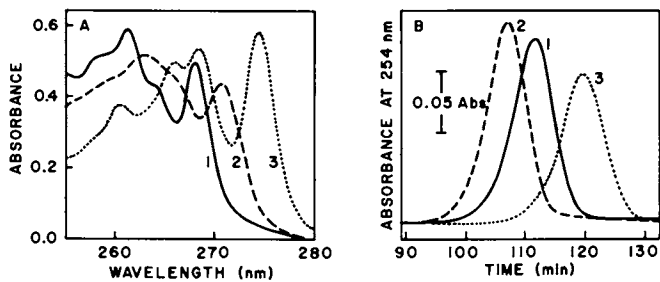 A
ABSORBANCE
0.6
0.4
0.2
0.0
1
2
3
260
270
280
WAVELENGTH (nm)
B
ABSORBANCE AT 254 nm
0.05 Abs
2
1
3
90
100
110
120
130
TIME (min)